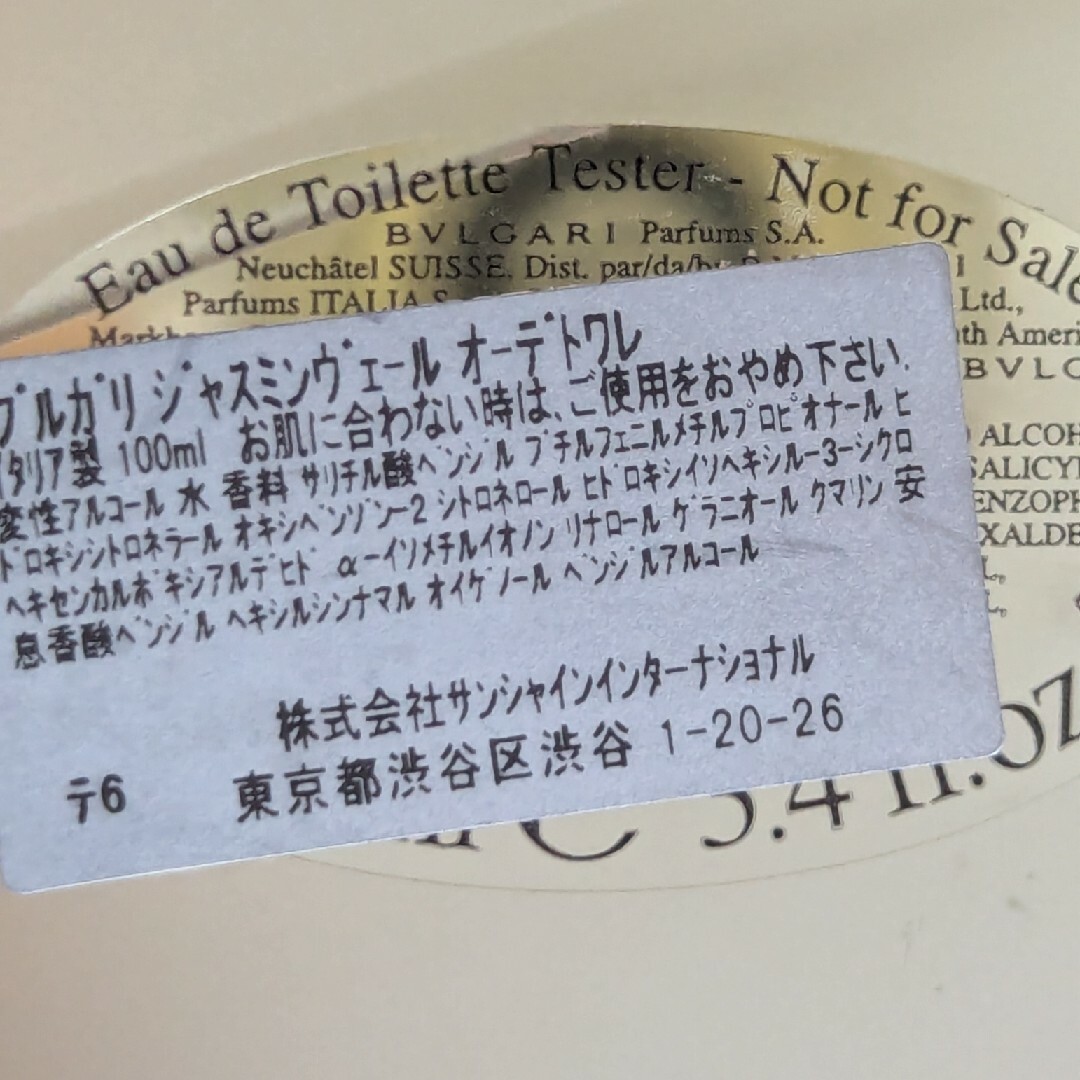 Eau de Toilette Tester - Not for Sale
BVLGARI Parfums S.A.
Neuchâtel SUISSE. Dist. par/da/by
Parfums ITALIA S
Ltd.,
BVLG
ブルガリ ジャスミンヴェール オーデトワレ
イタリア製 100ml お肌に合わない時は、ご使用をおやめ下さい.
変性アルコール 水 香料 サリチル酸ベンジル ブチルフェニルメチルプロピオナール ヒ
ドロキシシトロネラール オキシベンゾン-2 シトロネロール ヒドロキシイソヘキシル-3-シクロ
ヘキセンカルボキシアルデヒド α-イソメチルイオノン リナロール ゲラニオール クマリン 安
息香酸ベンジル ヘキシルシンナマル オイゲノール ベンジルアルコール
株式会社サンシャインインターナショナル
テ6 東京都渋谷区渋谷 1-20-26
ALCOH
SALICYL
ENZOPH
XALDE
3.4 fl.oz